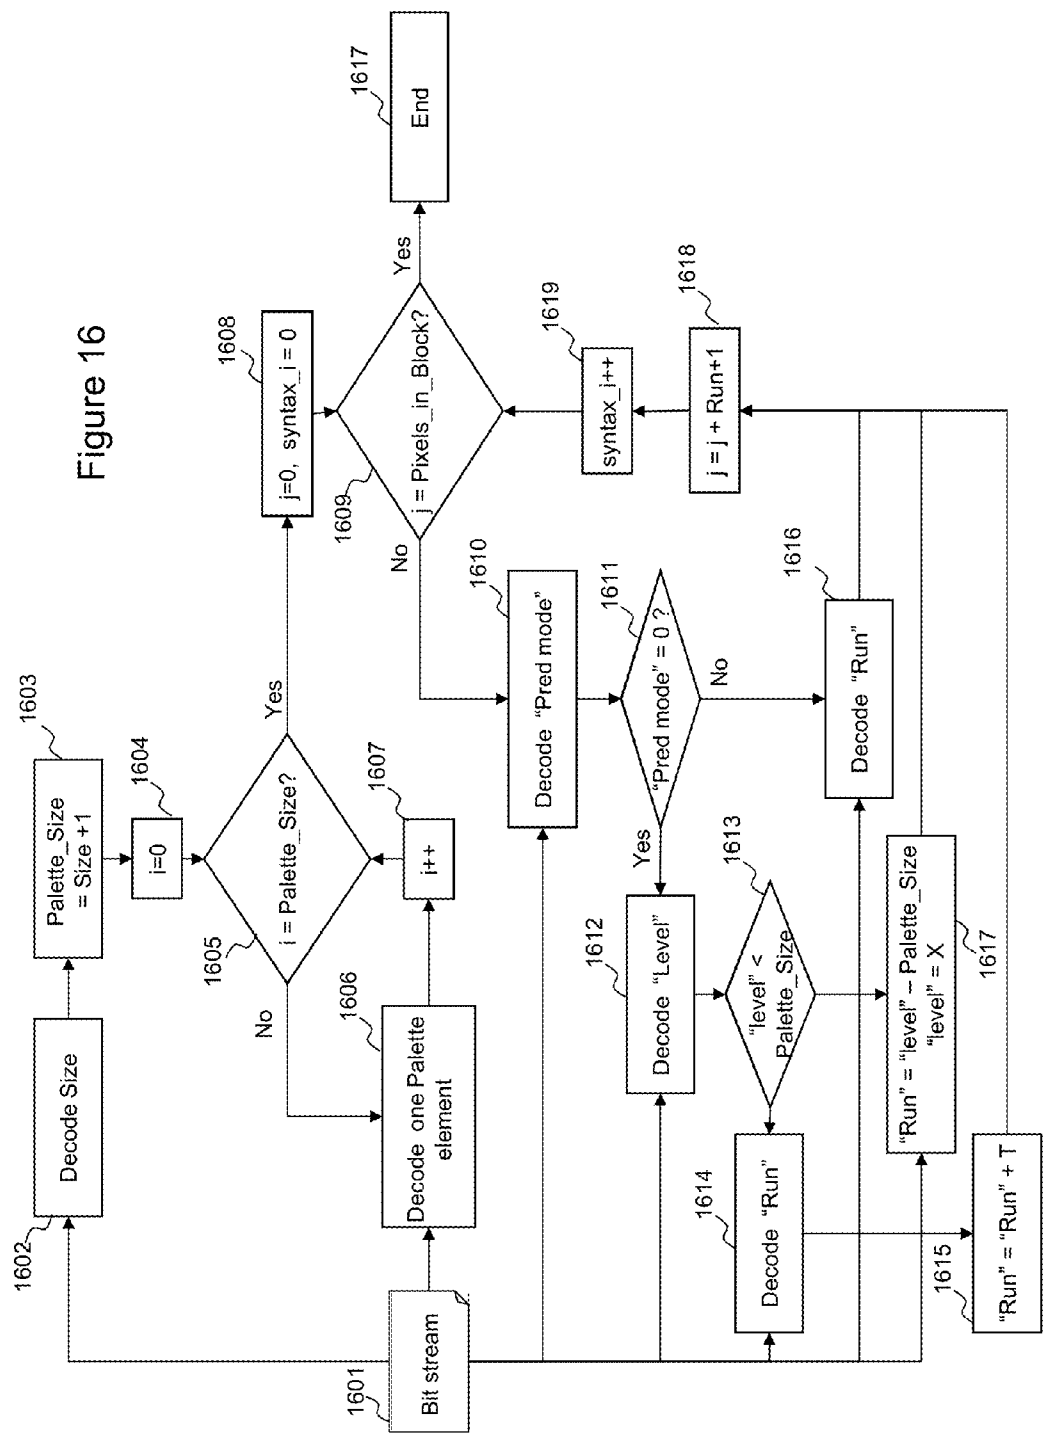 Figure 16
1601
Bit stream
1602
Decode Size
1603
Palette_Size
= Size +1
1604
i=0
1605
i = Palette_Size?
No
Yes
1606
Decode one Palette
element
1607
i++
1608
j=0, syntax_i = 0
1609
j = Pixels_in_Block?
No
Yes
1617
End
1610
Decode "Pred mode"
1611
"Pred mode" = 0 ?
Yes
No
1612
Decode "Level"
1613
"level" <
Palette_Size
1614
Decode "Run"
1615
"Run" = "Run" + T
1616
Decode "Run"
1617
"Run" = "level" – Palette_Size
"level" = X
1618
j = j + Run+1
1619
syntax_i++